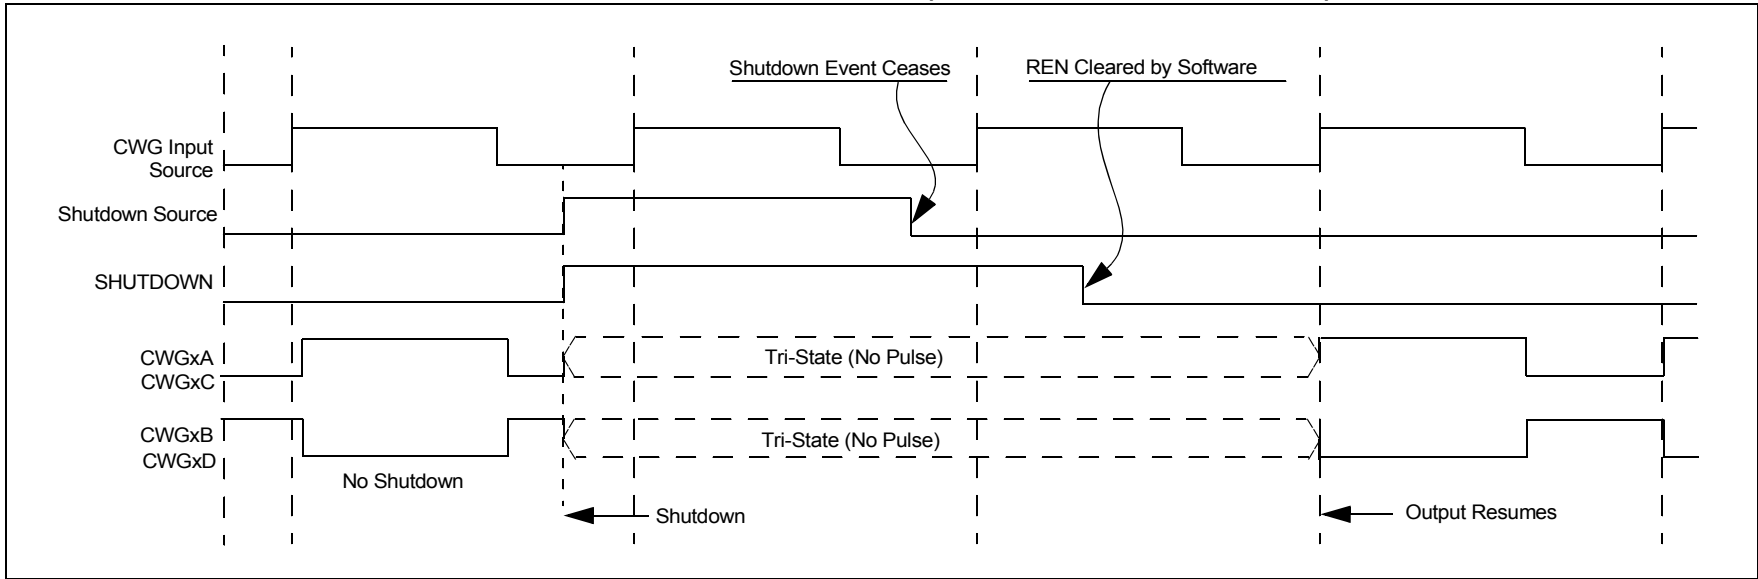 Shutdown Event Ceases
REN Cleared by Software
CWG Input
Source
Shutdown Source
SHUTDOWN
CWGxA
CWGxC
Tri-State (No Pulse)
CWGxB
CWGxD
Tri-State (No Pulse)
No Shutdown
Shutdown
Output Resumes